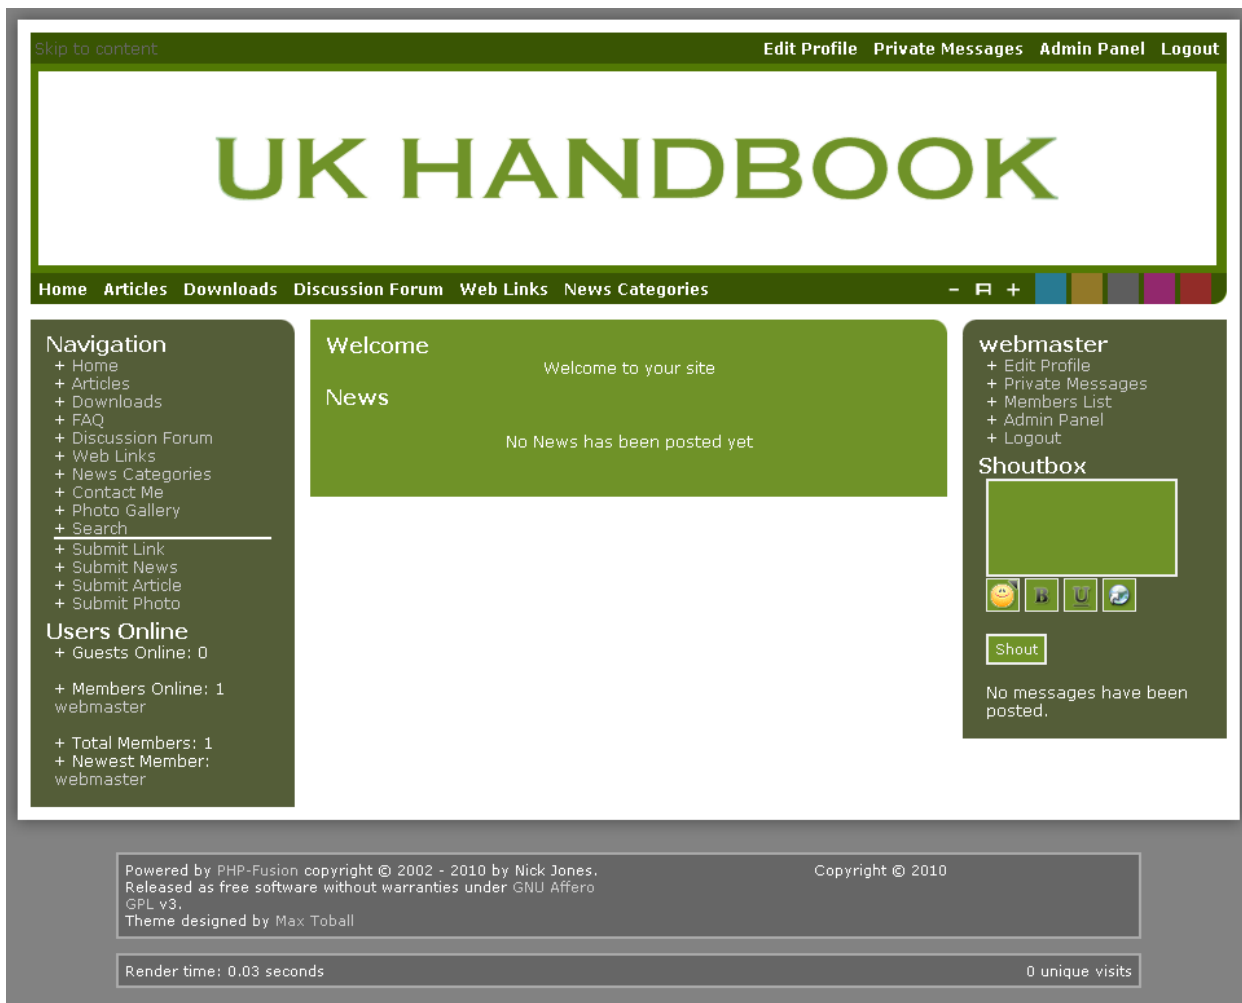 Skip to content
Edit Profile Private Messages Admin Panel Logout
UK HANDBOOK
Home Articles Downloads Discussion Forum Web Links News Categories
- A +
Navigation
+ Home
+ Articles
+ Downloads
+ FAQ
+ Discussion Forum
+ Web Links
+ News Categories
+ Contact Me
+ Photo Gallery
+ Search
+ Submit Link
+ Submit News
+ Submit Article
+ Submit Photo
Users Online
+ Guests Online: 0
+ Members Online: 1
webmaster
+ Total Members: 1
+ Newest Member:
webmaster
Welcome
Welcome to your site
News
No News has been posted yet
webmaster
+ Edit Profile
+ Private Messages
+ Members List
+ Admin Panel
+ Logout
Shoutbox
B U
Shout
No messages have been
posted.
Powered by PHP-Fusion copyright © 2002 - 2010 by Nick Jones.
Released as free software without warranties under GNU Affero
GPL v3.
Theme designed by Max Toball
Copyright © 2010
Render time: 0.03 seconds
0 unique visits